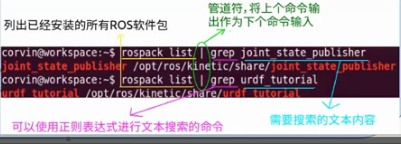 列出已经安装的所有ROS软件包
管道符,将上个命令输
出作为下个命令输入
corvin@workspace:~$ rospack list | grep joint_state_publisher
joint_state_publisher /opt/ros/kinetic/share/joint_state_publisher
corvin@workspace:~$ rospack list | grep urdf_tutorial
urdf_tutorial /opt/ros/kinetic/share/urdf_tutorial
可以使用正则表达式进行文本搜索的命令
需要搜索的文本内容